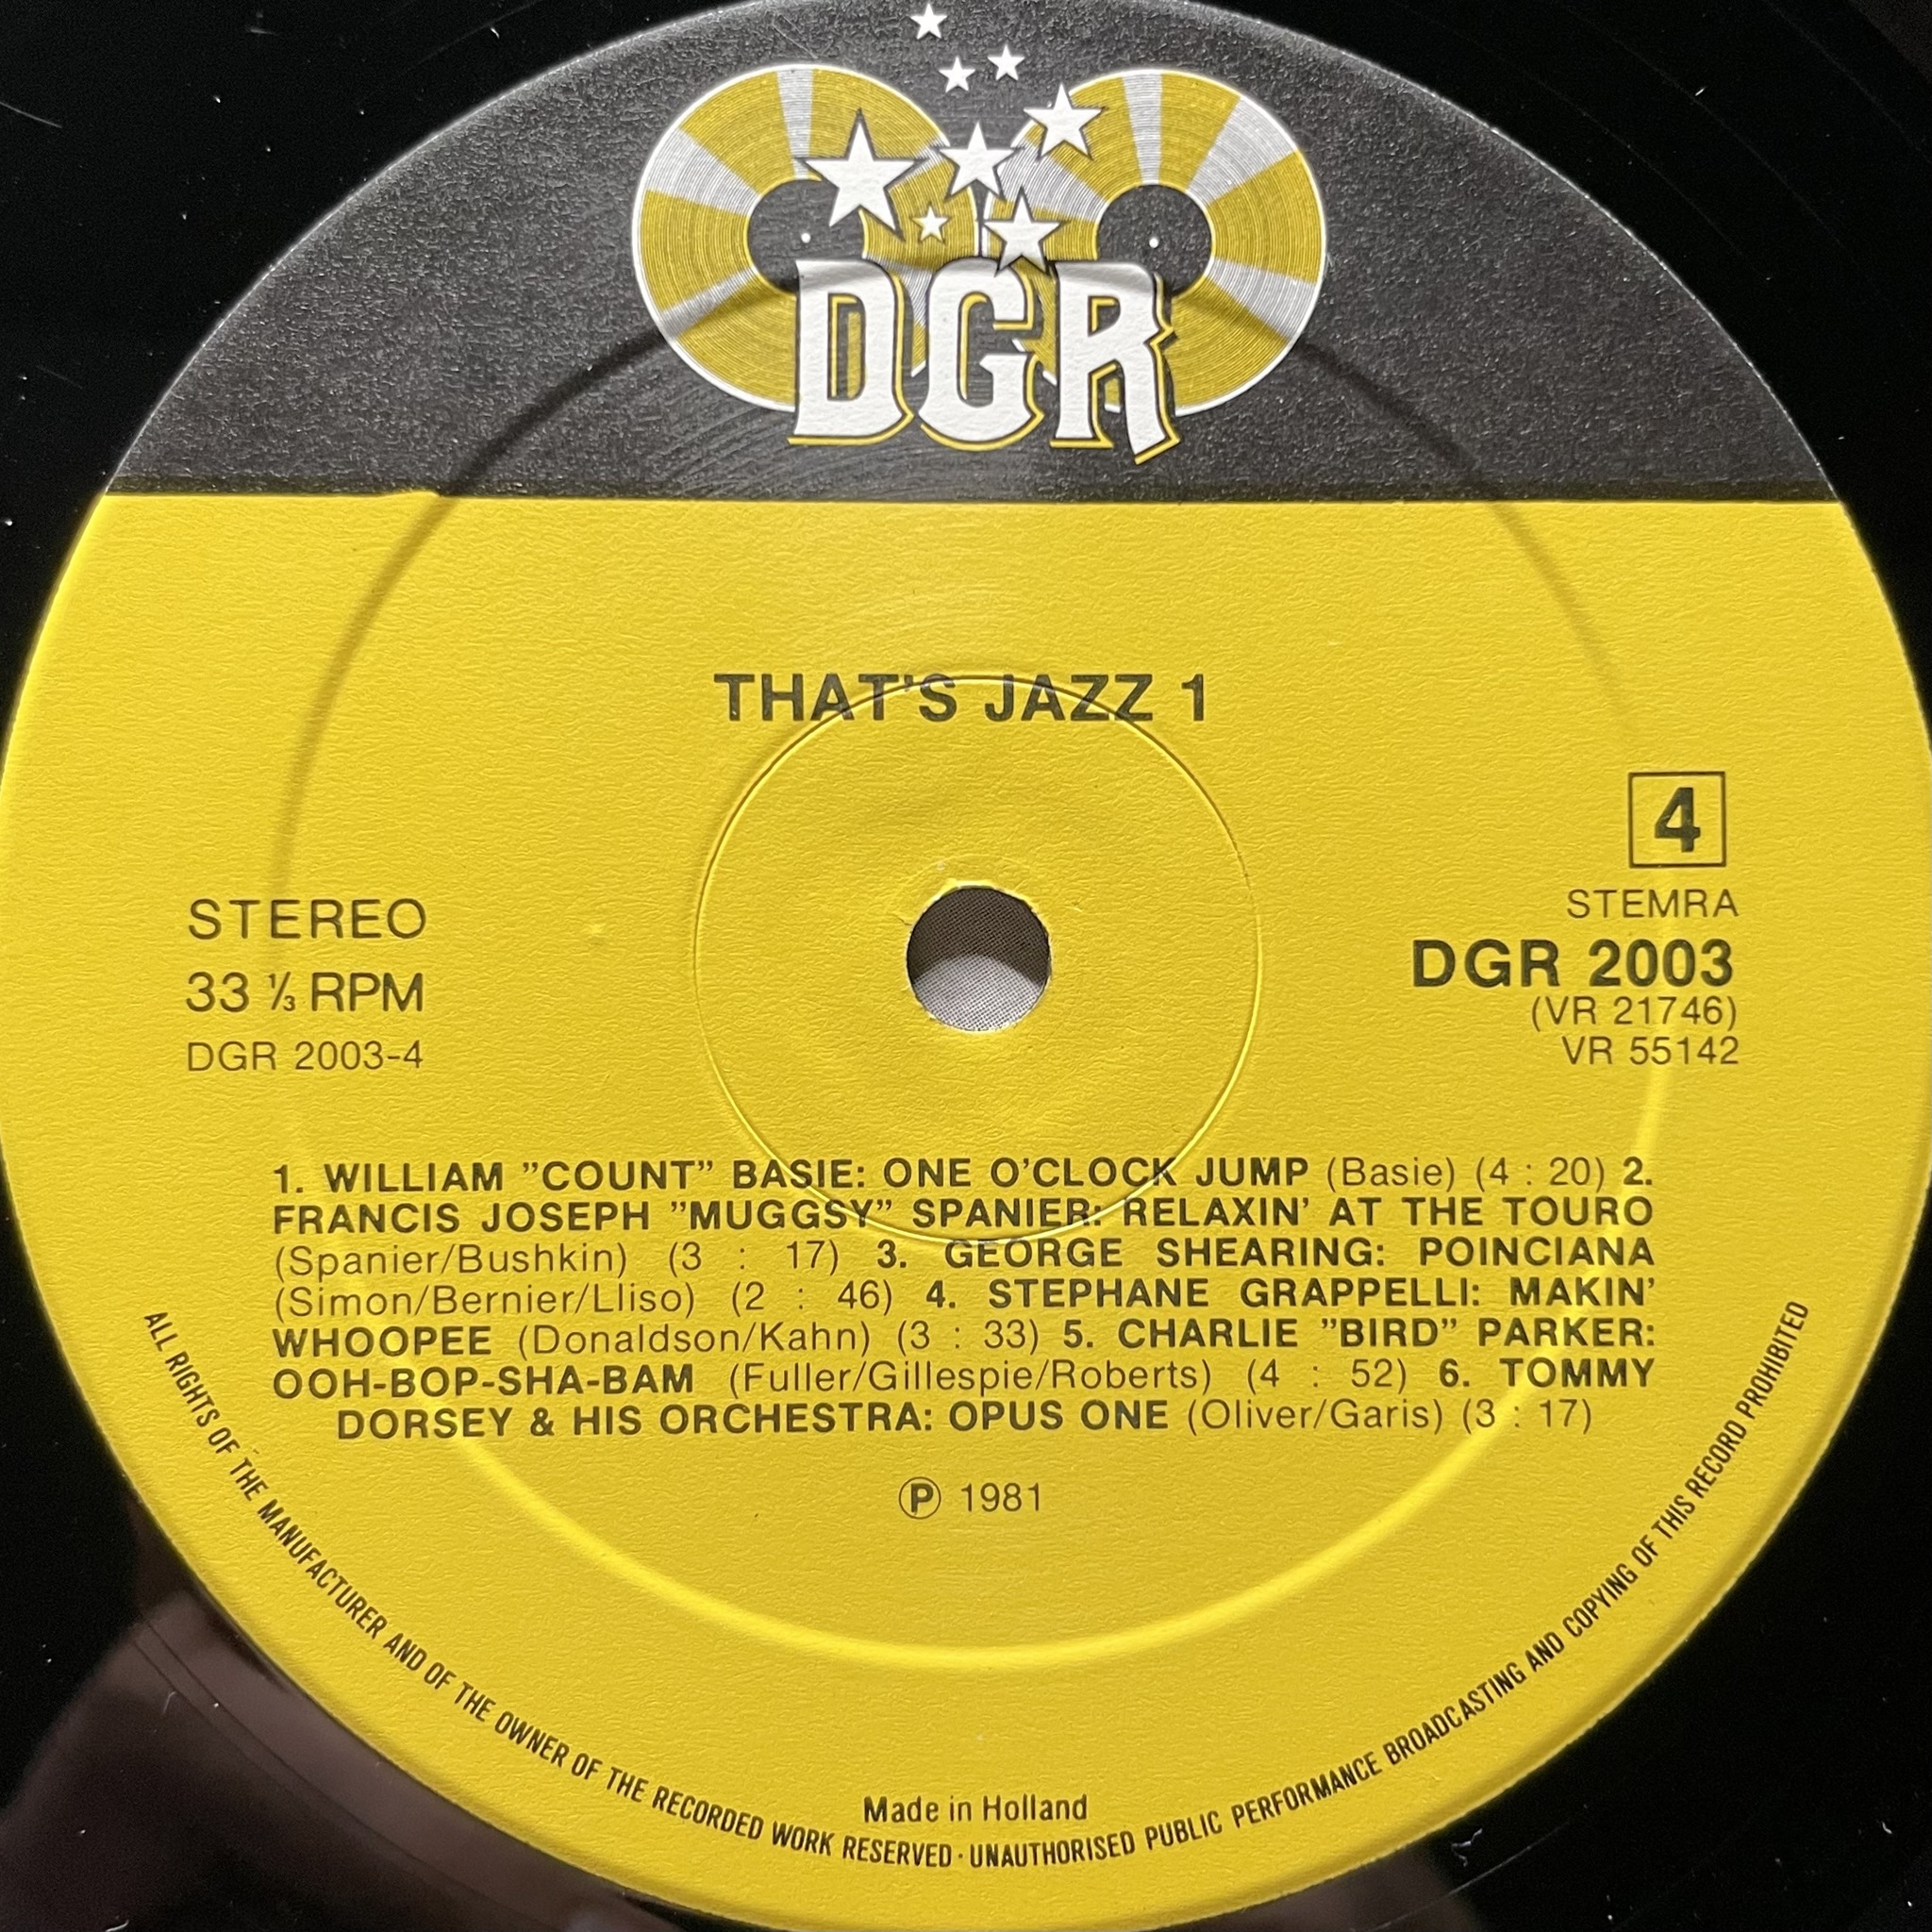 DGR
THAT'S JAZZ 1
4
STEMRA
DGR 2003
(VR 21746)
VR 55142
STEREO
33 ⅓ RPM
DGR 2003-4
1. WILLIAM ”COUNT” BASIE: ONE O'CLOCK JUMP (Basie) (4 : 20) 2.
FRANCIS JOSEPH ”MUGGSY” SPANIER: RELAXIN' AT THE TOURO
(Spanier/Bushkin) (3 : 17) 3. GEORGE SHEARING: POINCIANA
(Simon/Bernier/Lliso) (2 : 46) 4. STEPHANE GRAPPELLI: MAKIN'
WHOOPEE (Donaldson/Kahn) (3 : 33) 5. CHARLIE ”BIRD” PARKER:
OOH-BOP-SHA-BAM (Fuller/Gillespie/Roberts) (4 : 52) 6. TOMMY
DORSEY & HIS ORCHESTRA: OPUS ONE (Oliver/Garis) (3 : 17)
℗ 1981
Made in Holland
ALL RIGHTS OF THE MANUFACTURER AND OF THE OWNER OF THE RECORDED WORK RESERVED · UNAUTHORISED PUBLIC PERFORMANCE BROADCASTING AND COPYING OF THIS RECORD PROHIBITED